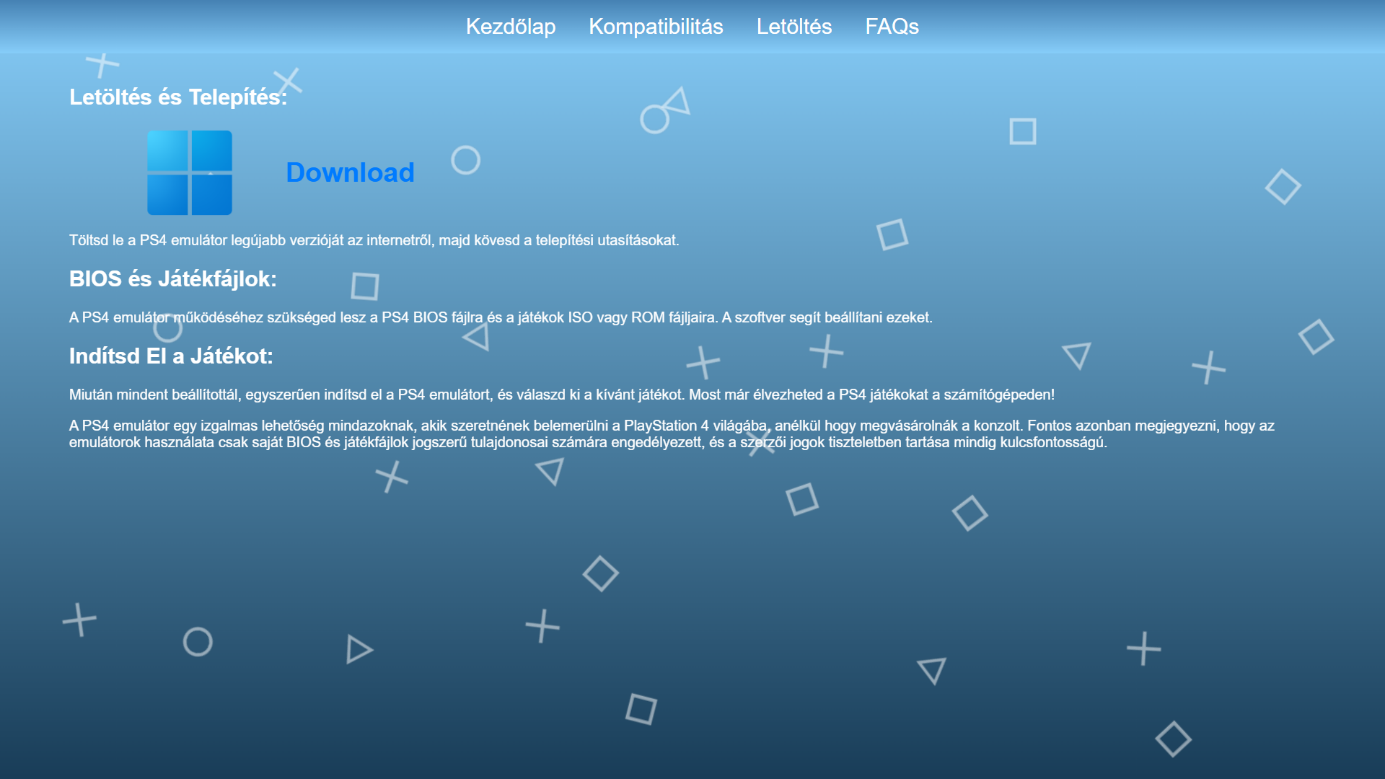 Kezdőlap Kompatibilitás Letöltés FAQs
Letöltés és Telepítés:
Download
Töltsd le a PS4 emulátor legújabb verzióját az internetről, majd kövesd a telepítési utasításokat.
BIOS és Játékfájlok:
A PS4 emulátor működéséhez szükséged lesz a PS4 BIOS fájlra és a játékok ISO vagy ROM fájljaira. A szoftver segít beállítani ezeket.
Indítsd El a Játékot:
Miután mindent beállítottál, egyszerűen indítsd el a PS4 emulátort, és válaszd ki a kívánt játékot. Most már élvezheted a PS4 játékokat a számítógépeden!
A PS4 emulátor egy izgalmas lehetőség mindazoknak, akik szeretnének belemerülni a PlayStation 4 világába, anélkül hogy megvásárolnák a konzolt. Fontos azonban megjegyezni, hogy az
emulátorok használata csak saját BIOS és játékfájlok jogszerű tulajdonosai számára engedélyezett, és a szerzői jogok tiszteletben tartása mindig kulcsfontosságú.